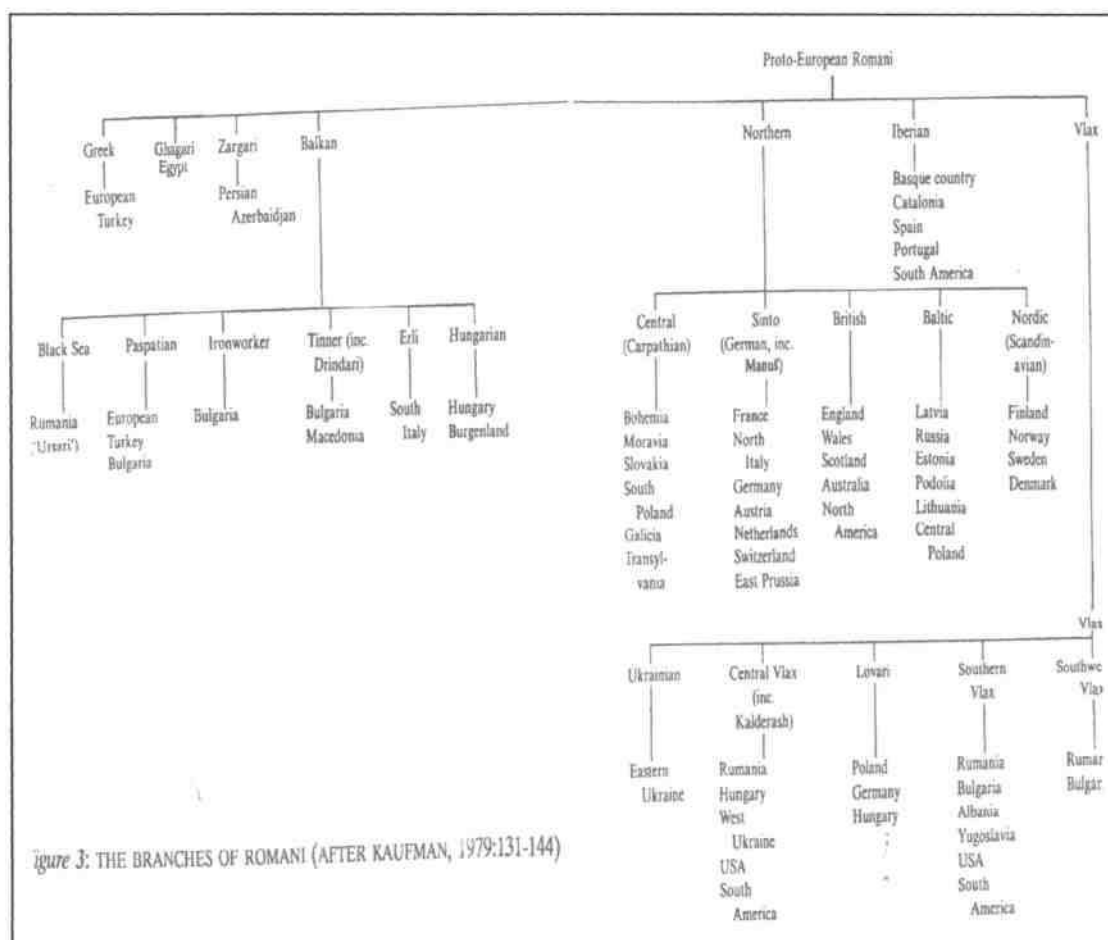 Proto-European Romani
Greek
Ghagari
Egypt
Zargari
Balkan
Northern
Iberian
Vlax
European
Turkey
Persian
Azerbaidjan
Basque country
Catalonia
Spain
Portugal
South America
Black Sea
Paspatian
Ironworker
Tinner (inc.
Drindari)
Erli
Hungarian
Rumania
('Ursari')
European
Turkey
Bulgaria
Bulgaria
Bulgaria
Macedonia
South
Italy
Hungary
Burgenland
Central
(Carpathian)
Sinto
(German, inc.
Manuš)
British
Baltic
Nordic
(Scandin-
avian)
Bohemia
Moravia
Slovakia
South
Poland
Galicia
Transyl-
vania
France
North
Italy
Germany
Austria
Netherlands
Switzerland
East Prussia
England
Wales
Scotland
Australia
North
America
Latvia
Russia
Estonia
Podolia
Lithuania
Central
Poland
Finland
Norway
Sweden
Denmark
Vlax
Ukrainian
Central Vlax
(inc.
Kalderash)
Lovari
Southern
Vlax
Southwe
Vlax
Eastern
Ukraine
Rumania
Hungary
West
Ukraine
USA
South
America
Poland
Germany
Hungary
Rumania
Bulgaria
Albania
Yugoslavia
USA
South
America
Rumar
Bulgar
igure 3: THE BRANCHES OF ROMANI (AFTER KAUFMAN, 1979:131-144)